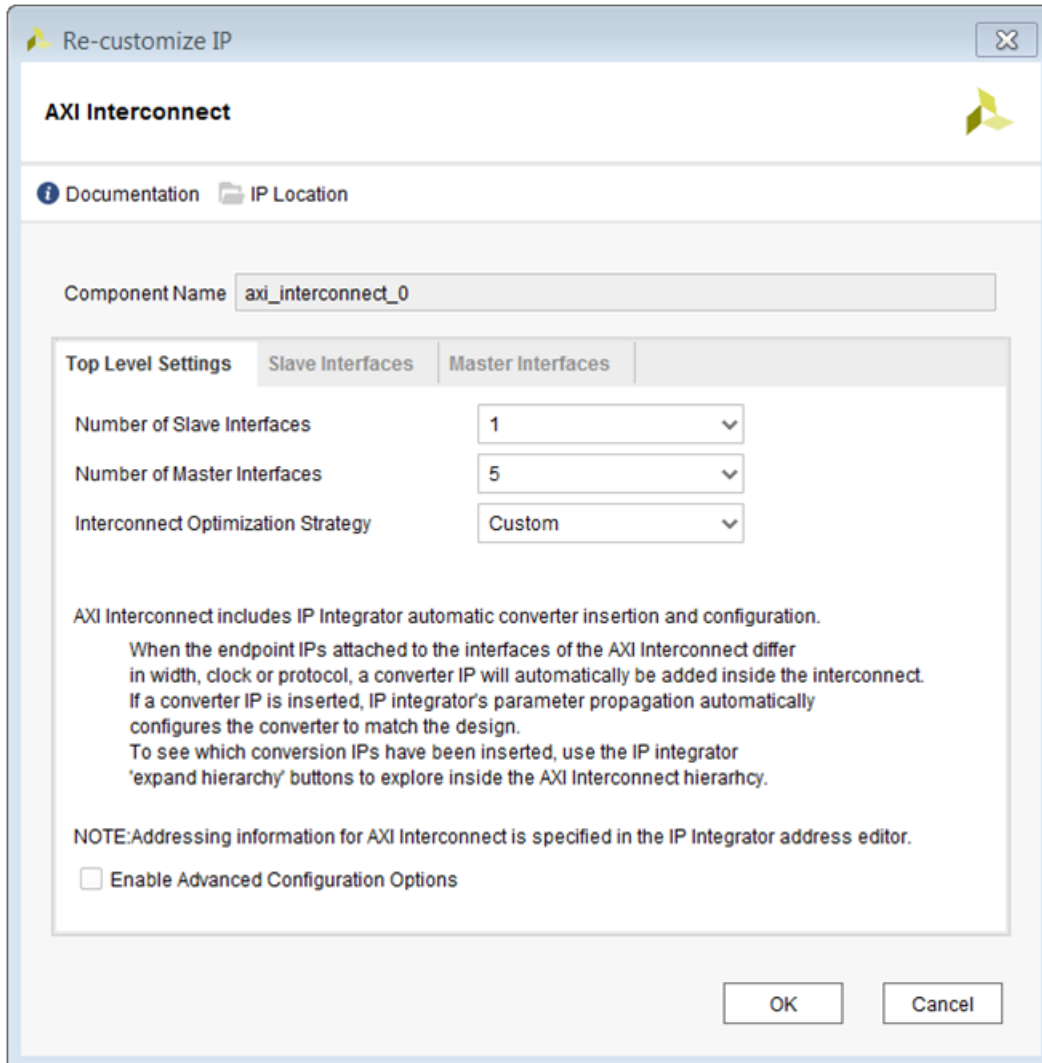 Re-customize IP
AXI Interconnect
Documentation IP Location
Component Name axi_interconnect_0
Top Level Settings Slave Interfaces Master Interfaces
Number of Slave Interfaces 1
Number of Master Interfaces 5
Interconnect Optimization Strategy Custom
AXI Interconnect includes IP Integrator automatic converter insertion and configuration.
When the endpoint IPs attached to the interfaces of the AXI Interconnect differ
in width, clock or protocol, a converter IP will automatically be added inside the interconnect.
If a converter IP is inserted, IP integrator's parameter propagation automatically
configures the converter to match the design.
To see which conversion IPs have been inserted, use the IP integrator
'expand hierarchy' buttons to explore inside the AXI Interconnect hierarhcy.
NOTE:Addressing information for AXI Interconnect is specified in the IP Integrator address editor.
Enable Advanced Configuration Options
OK Cancel